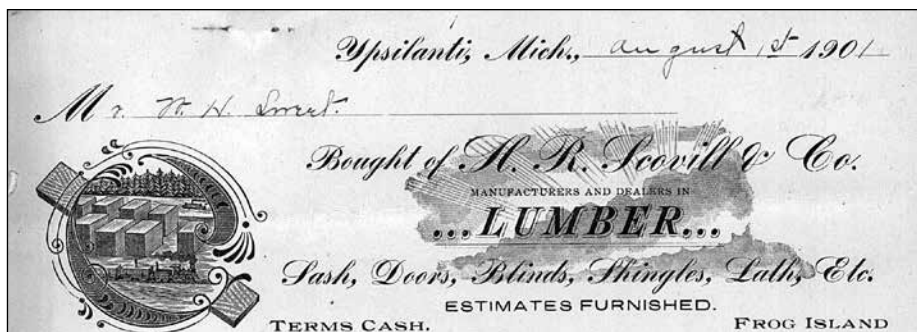 Ypsilanti, Mich., august 1st 1901
Mr. W. H. Sweet.
Bought of H. R. Scovill & Co.
MANUFACTURERS AND DEALERS IN
...LUMBER...
Sash, Doors, Blinds, Shingles, Lath, Etc.
ESTIMATES FURNISHED.
TERMS CASH. FROG ISLAND